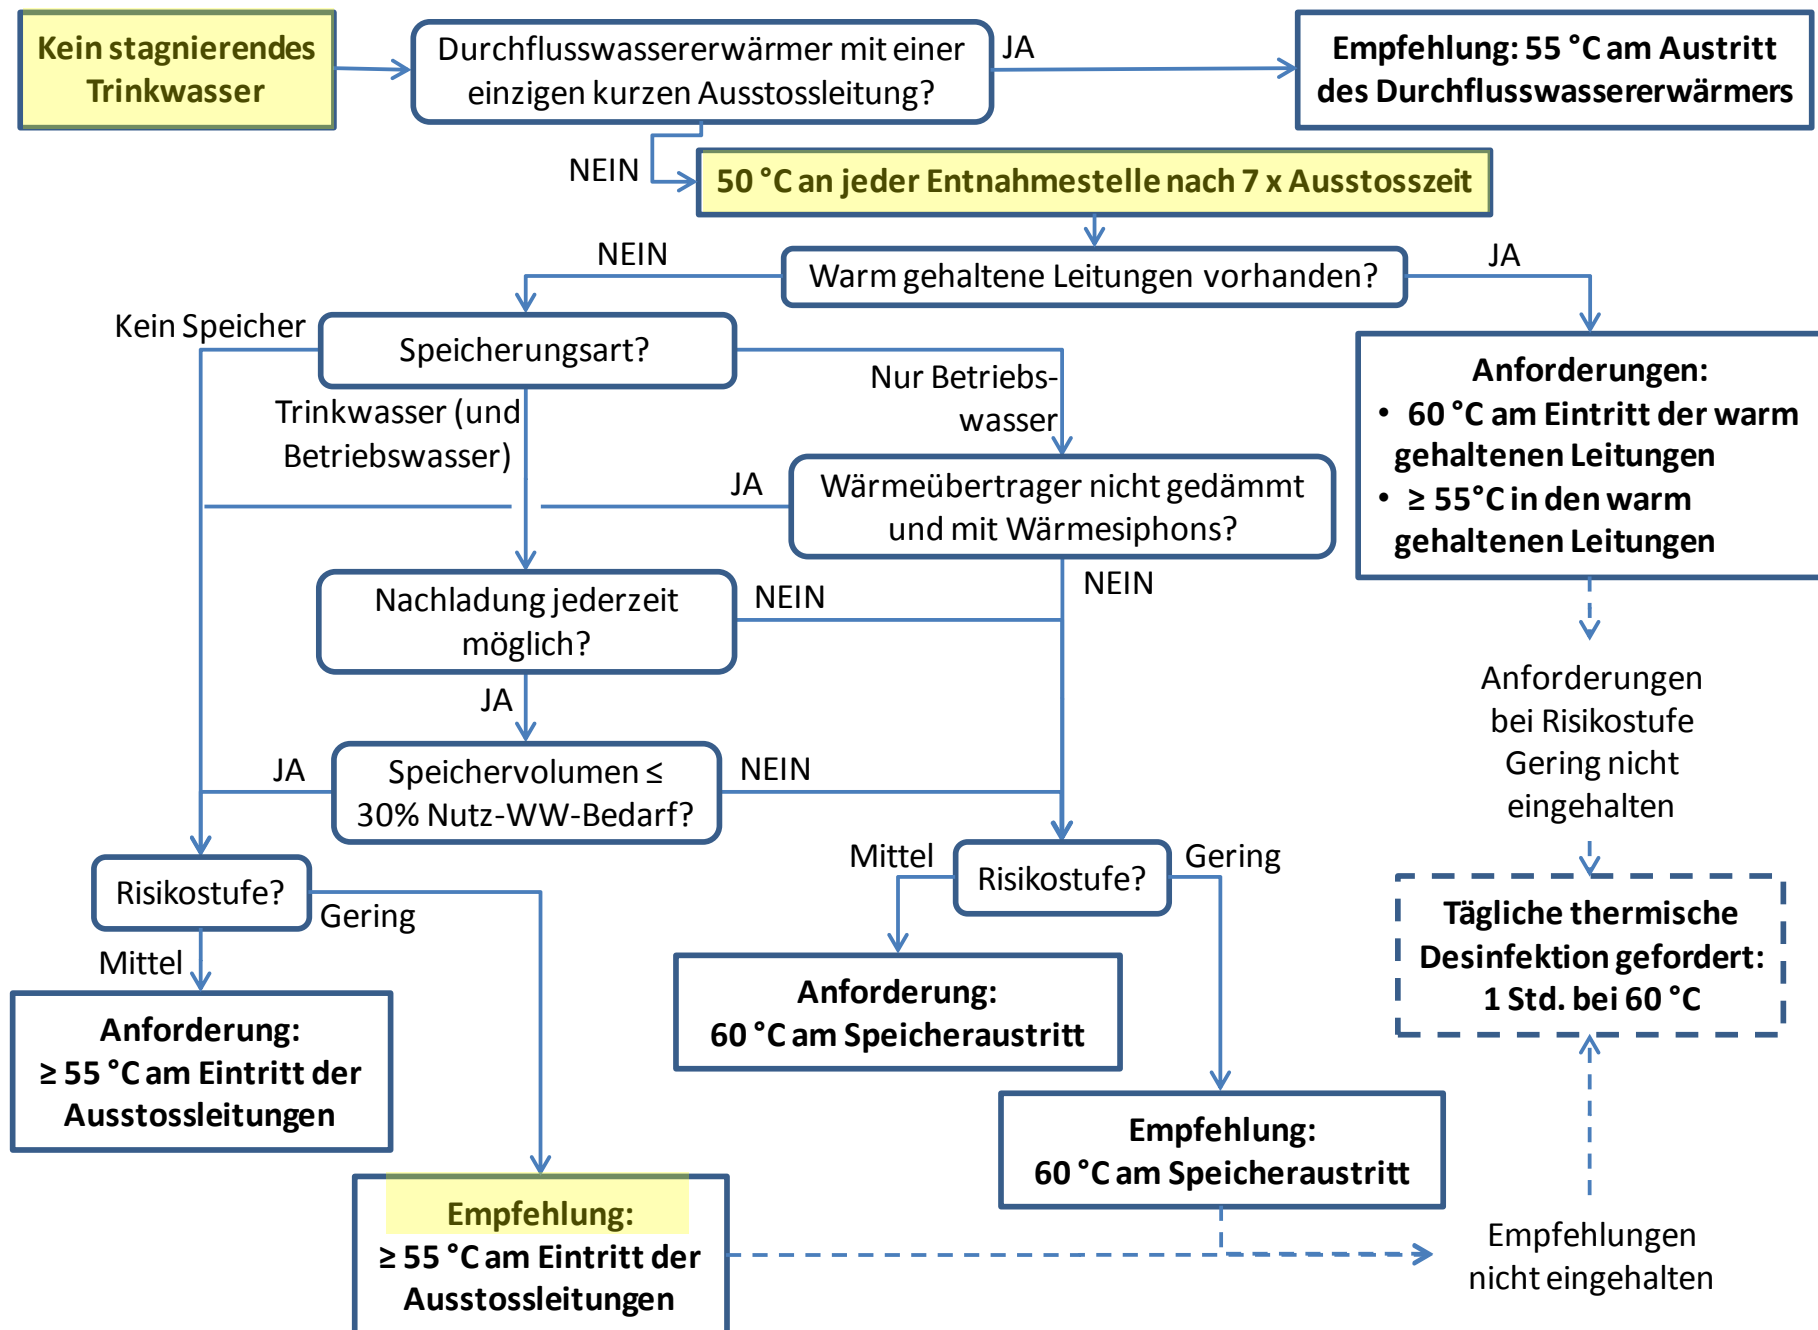 Kein stagnierendes
Trinkwasser
Durchflusswassererwärmer mit einer
einzigen kurzen Ausstossleitung?
JA
Empfehlung: 55 °C am Austritt
des Durchflusswassererwärmers
NEIN
50 °C an jeder Entnahmestelle nach 7 x Ausstosszeit
NEIN
Warm gehaltene Leitungen vorhanden?
JA
Kein Speicher
Speicherungsart?
Nur Betriebs-
wasser
Trinkwasser (und
Betriebswasser)
Anforderungen:
• 60 °C am Eintritt der warm
gehaltenen Leitungen
• ≥ 55°C in den warm
gehaltenen Leitungen
JA
Wärmeübertrager nicht gedämmt
und mit Wärmesiphons?
NEIN
Nachladung jederzeit
möglich?
NEIN
JA
Anforderungen
bei Risikostufe
Gering nicht
eingehalten
JA
Speichervolumen ≤
30% Nutz-WW-Bedarf?
NEIN
Risikostufe?
Gering
Mittel
Mittel
Risikostufe?
Gering
Tägliche thermische
Desinfektion gefordert:
1 Std. bei 60 °C
Anforderung:
≥ 55 °C am Eintritt der
Ausstossleitungen
Anforderung:
60 °C am Speicheraustritt
Empfehlung:
60 °C am Speicheraustritt
Empfehlung:
≥ 55 °C am Eintritt der
Ausstossleitungen
Empfehlungen
nicht eingehalten